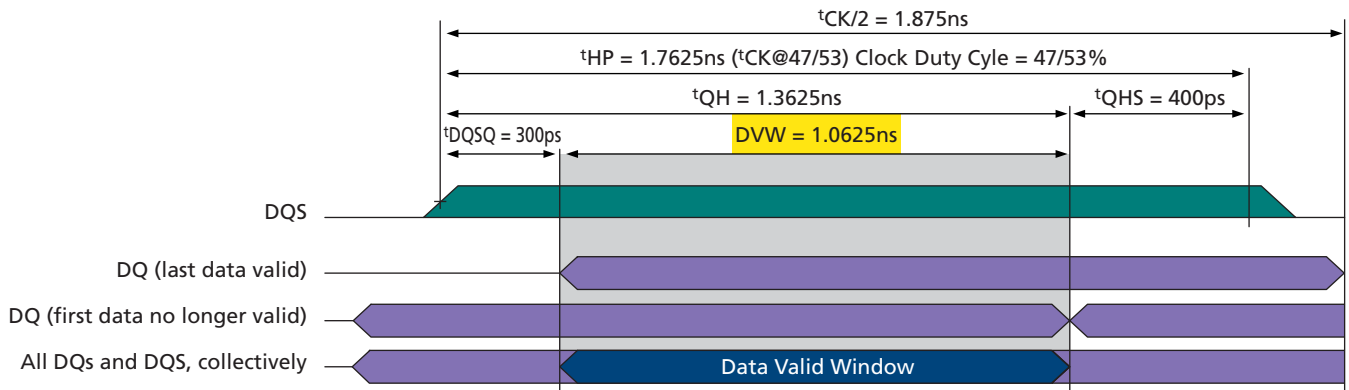 tCK/2 = 1.875ns
tHP = 1.7625ns (tCK@47/53) Clock Duty Cyle = 47/53%
tQH = 1.3625ns
tQHS = 400ps
tDQSQ = 300ps
DVW = 1.0625ns
DQS
DQ (last data valid)
DQ (first data no longer valid)
All DQs and DQS, collectively
Data Valid Window